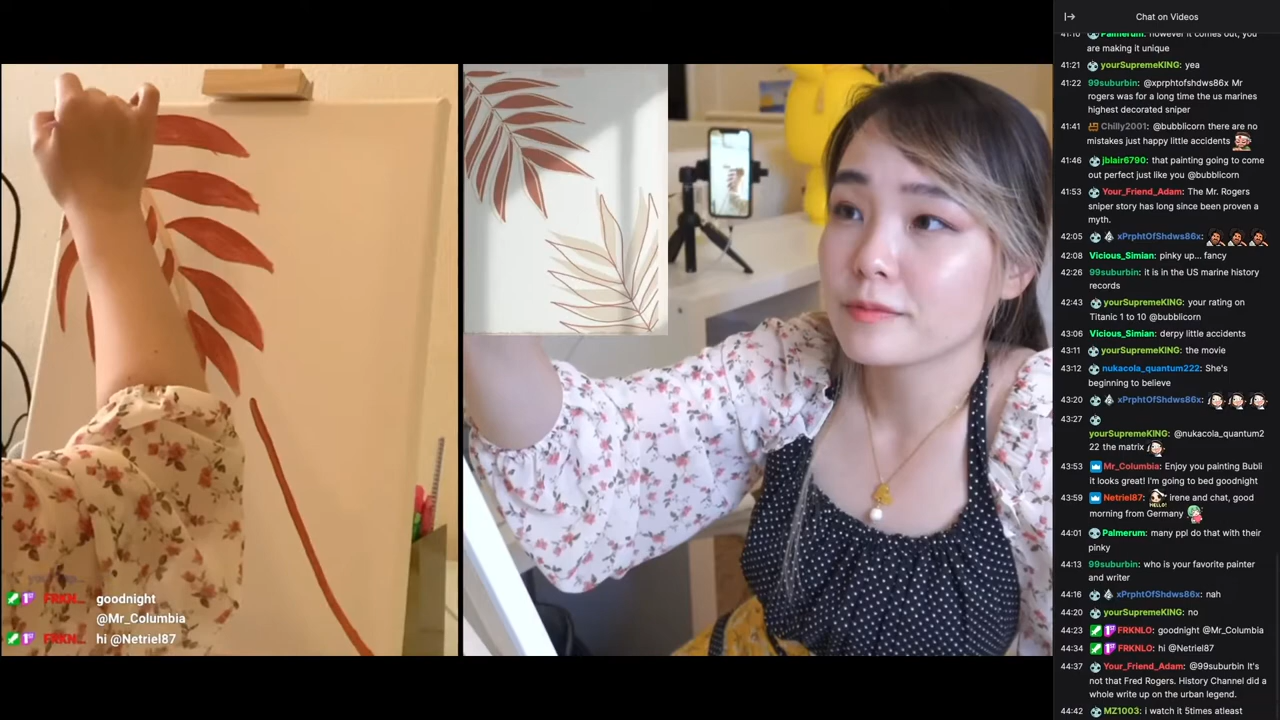 Chat on Videos
41:16 Palmerum: however it comes out, you
are making it unique
41:21 yourSupremeKING: yea
41:22 99suburbin: @xprphtofshdws86x Mr
rogers was for a long time the us marines
highest decorated sniper
41:41 Chilly2001: @bubblicorn there are no
mistakes just happy little accidents
41:46 jblair6790: that painting going to come
out perfect just like you @bubblicorn
41:53 Your_Friend_Adam: The Mr. Rogers
sniper story has long since been proven a
myth.
42:05 xPrphtOfShdws86x:
42:08 Vicious_Simian: pinky up... fancy
42:26 99suburbin: it is in the US marine history
records
42:43 yourSupremeKING: your rating on
Titanic 1 to 10 @bubblicorn
43:06 Vicious_Simian: derpy little accidents
43:11 yourSupremeKING: the movie
43:12 nukacola_quantum222: She's
beginning to believe
43:20 xPrphtOfShdws86x:
43:27
yourSupremeKING: @nukacola_quantum2
22 the matrix
43:53 Mr_Columbia: Enjoy you painting Bubli
it looks great! I'm going to bed goodnight
43:59 Netriel87: HELLO! irene and chat, good
morning from Germany
44:01 Palmerum: many ppl do that with their
pinky
44:13 99suburbin: who is your favorite painter
and writer
44:16 xPrphtOfShdws86x: nah
44:20 yourSupremeKING: no
44:23 FRKNLO: goodnight @Mr_Columbia
44:34 FRKNLO: hi @Netriel87
44:37 Your_Friend_Adam: @99suburbin It's
not that Fred Rogers. History Channel did a
whole write up on the urban legend.
44:42 MZ1003: i watch it 5times atleast
FRKN... goodnight
@Mr_Columbia
FRKN... hi @Netriel87